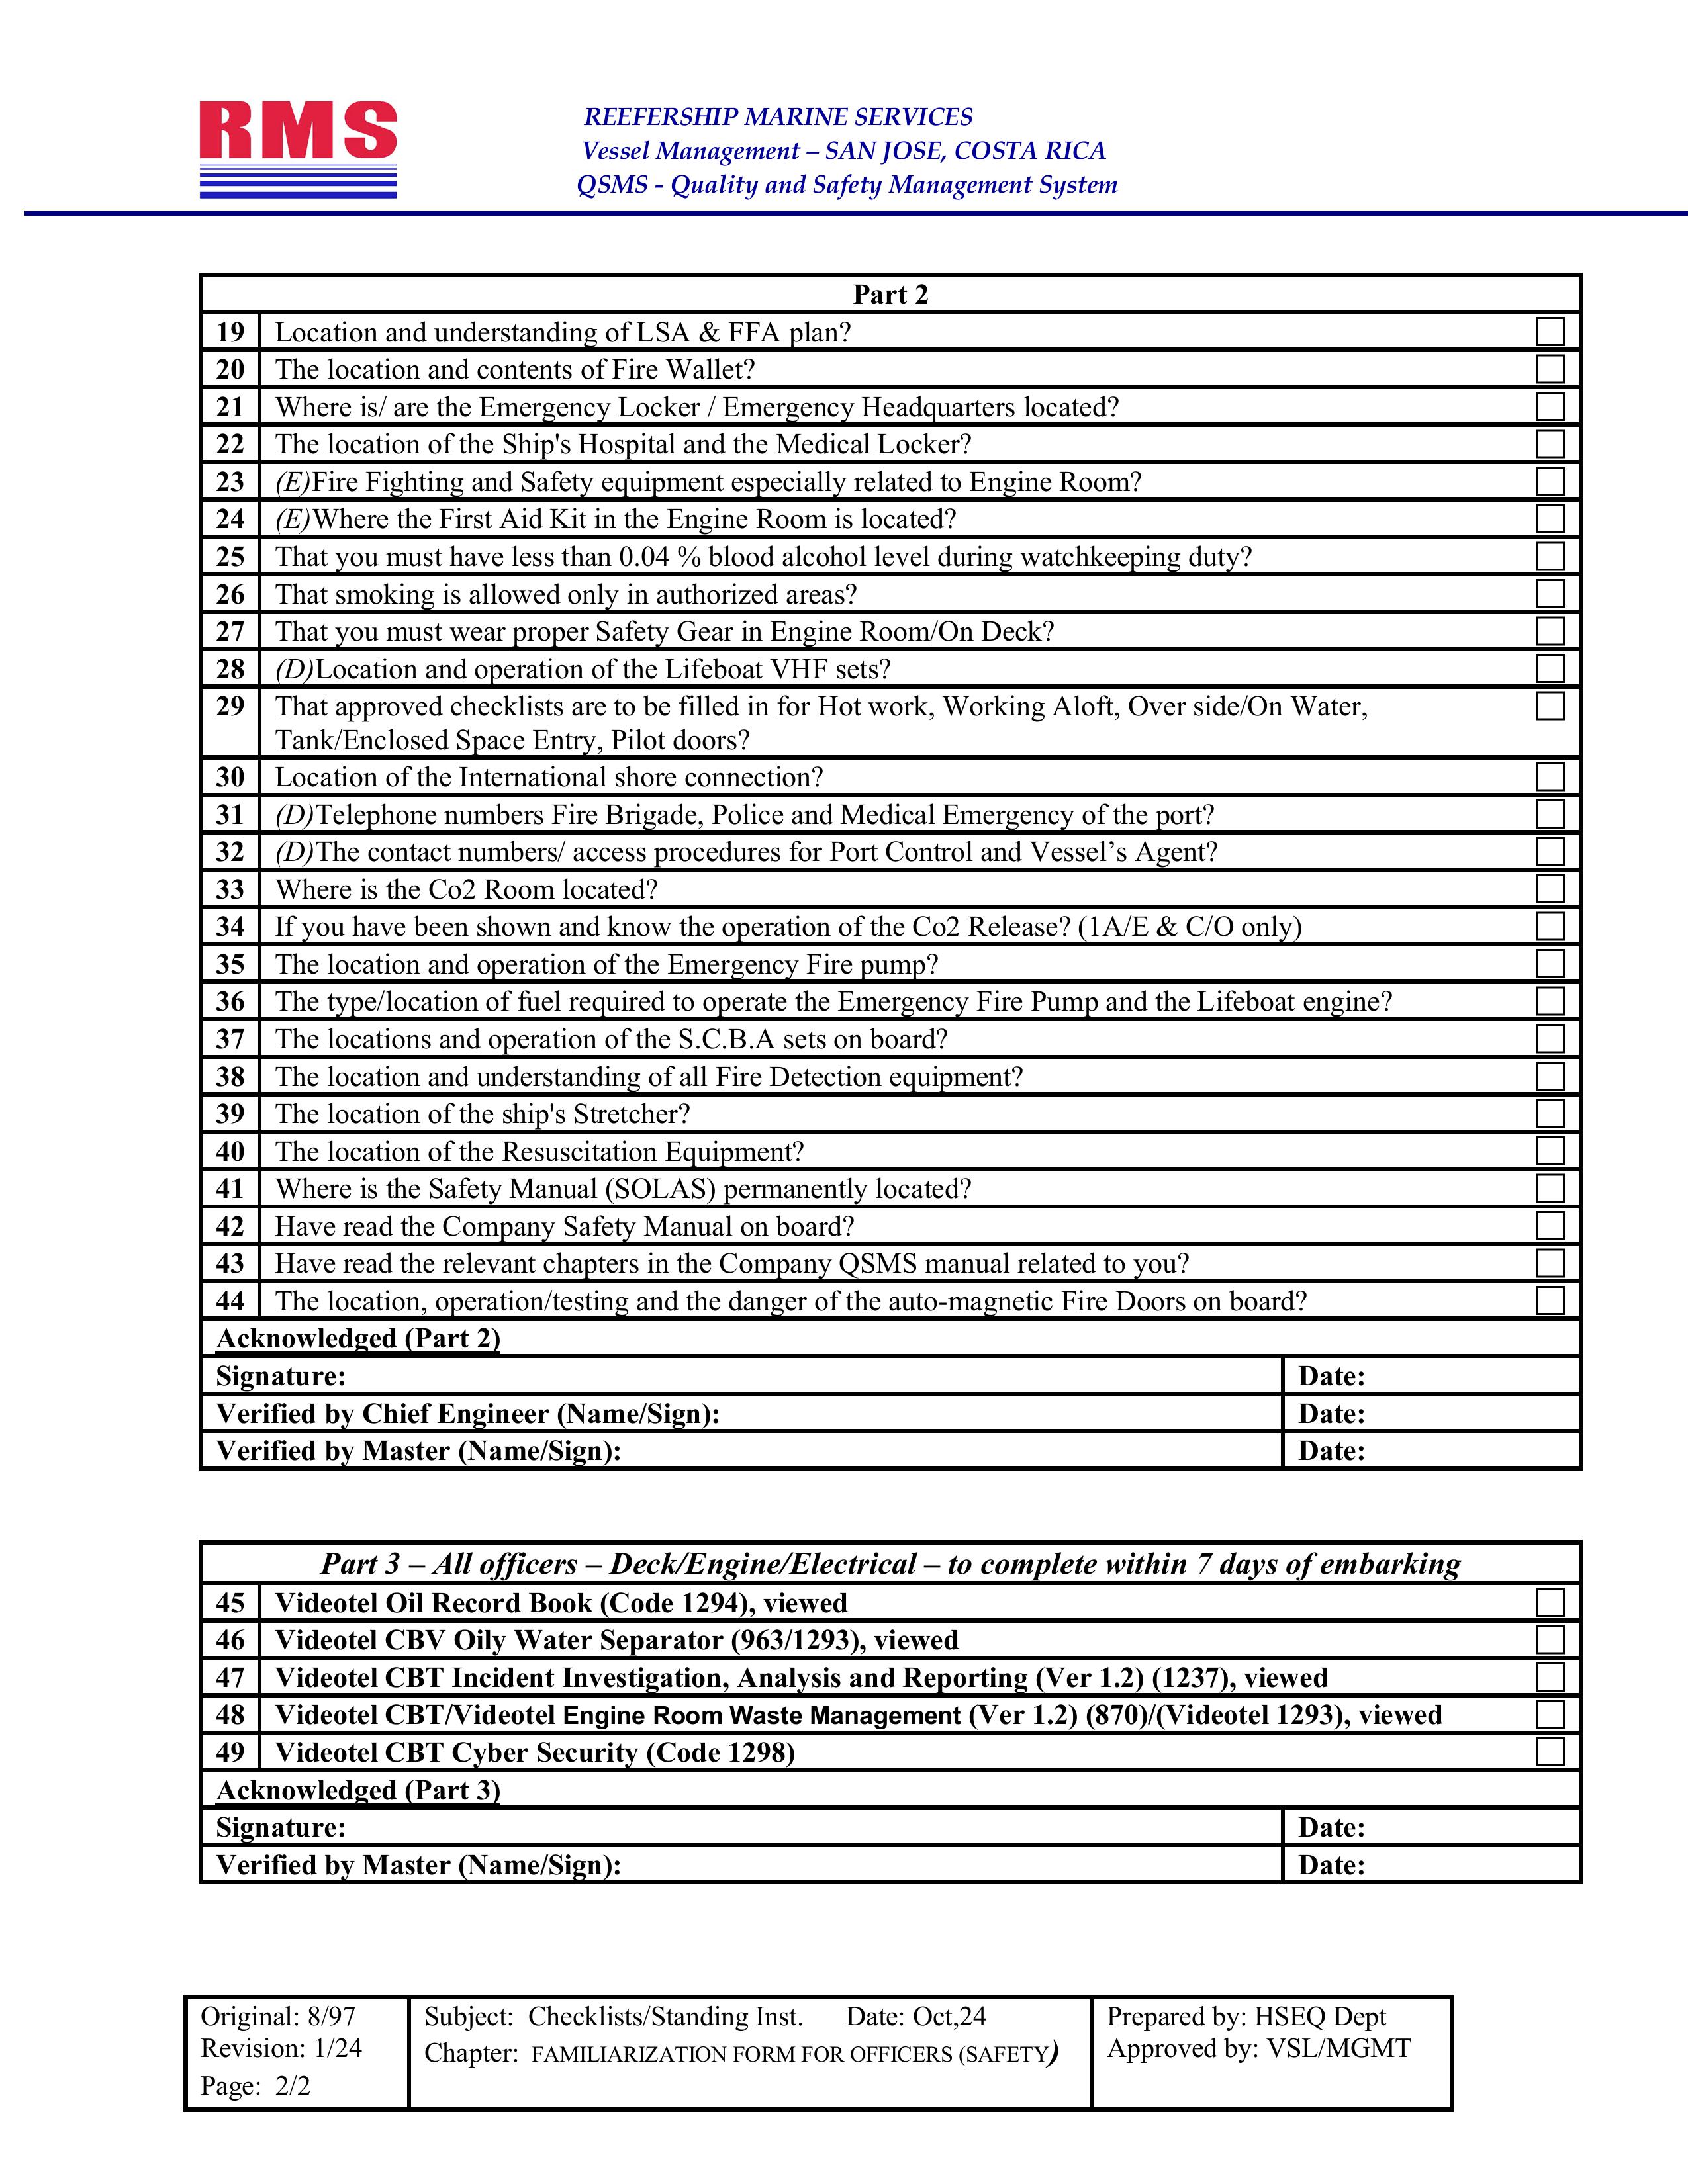 RMS
REEFERSHIP MARINE SERVICES
Vessel Management – SAN JOSE, COSTA RICA
QSMS - Quality and Safety Management System
Part 2
19 Location and understanding of LSA & FFA plan?
20 The location and contents of Fire Wallet?
21 Where is/ are the Emergency Locker / Emergency Headquarters located?
22 The location of the Ship's Hospital and the Medical Locker?
23 (E)Fire Fighting and Safety equipment especially related to Engine Room?
24 (E)Where the First Aid Kit in the Engine Room is located?
25 That you must have less than 0.04 % blood alcohol level during watchkeeping duty?
26 That smoking is allowed only in authorized areas?
27 That you must wear proper Safety Gear in Engine Room/On Deck?
28 (D)Location and operation of the Lifeboat VHF sets?
29 That approved checklists are to be filled in for Hot work, Working Aloft, Over side/On Water,
Tank/Enclosed Space Entry, Pilot doors?
30 Location of the International shore connection?
31 (D)Telephone numbers Fire Brigade, Police and Medical Emergency of the port?
32 (D)The contact numbers/ access procedures for Port Control and Vessel’s Agent?
33 Where is the Co2 Room located?
34 If you have been shown and know the operation of the Co2 Release? (1A/E & C/O only)
35 The location and operation of the Emergency Fire pump?
36 The type/location of fuel required to operate the Emergency Fire Pump and the Lifeboat engine?
37 The locations and operation of the S.C.B.A sets on board?
38 The location and understanding of all Fire Detection equipment?
39 The location of the ship's Stretcher?
40 The location of the Resuscitation Equipment?
41 Where is the Safety Manual (SOLAS) permanently located?
42 Have read the Company Safety Manual on board?
43 Have read the relevant chapters in the Company QSMS manual related to you?
44 The location, operation/testing and the danger of the auto-magnetic Fire Doors on board?
Acknowledged (Part 2)
Signature: Date:
Verified by Chief Engineer (Name/Sign): Date:
Verified by Master (Name/Sign): Date:
Part 3 – All officers – Deck/Engine/Electrical – to complete within 7 days of embarking
45 Videotel Oil Record Book (Code 1294), viewed
46 Videotel CBV Oily Water Separator (963/1293), viewed
47 Videotel CBT Incident Investigation, Analysis and Reporting (Ver 1.2) (1237), viewed
48 Videotel CBT/Videotel Engine Room Waste Management (Ver 1.2) (870)/(Videotel 1293), viewed
49 Videotel CBT Cyber Security (Code 1298)
Acknowledged (Part 3)
Signature: Date:
Verified by Master (Name/Sign): Date:
Original: 8/97
Revision: 1/24
Page: 2/2
Subject: Checklists/Standing Inst. Date: Oct,24
Chapter: FAMILIARIZATION FORM FOR OFFICERS (SAFETY)
Prepared by: HSEQ Dept
Approved by: VSL/MGMT